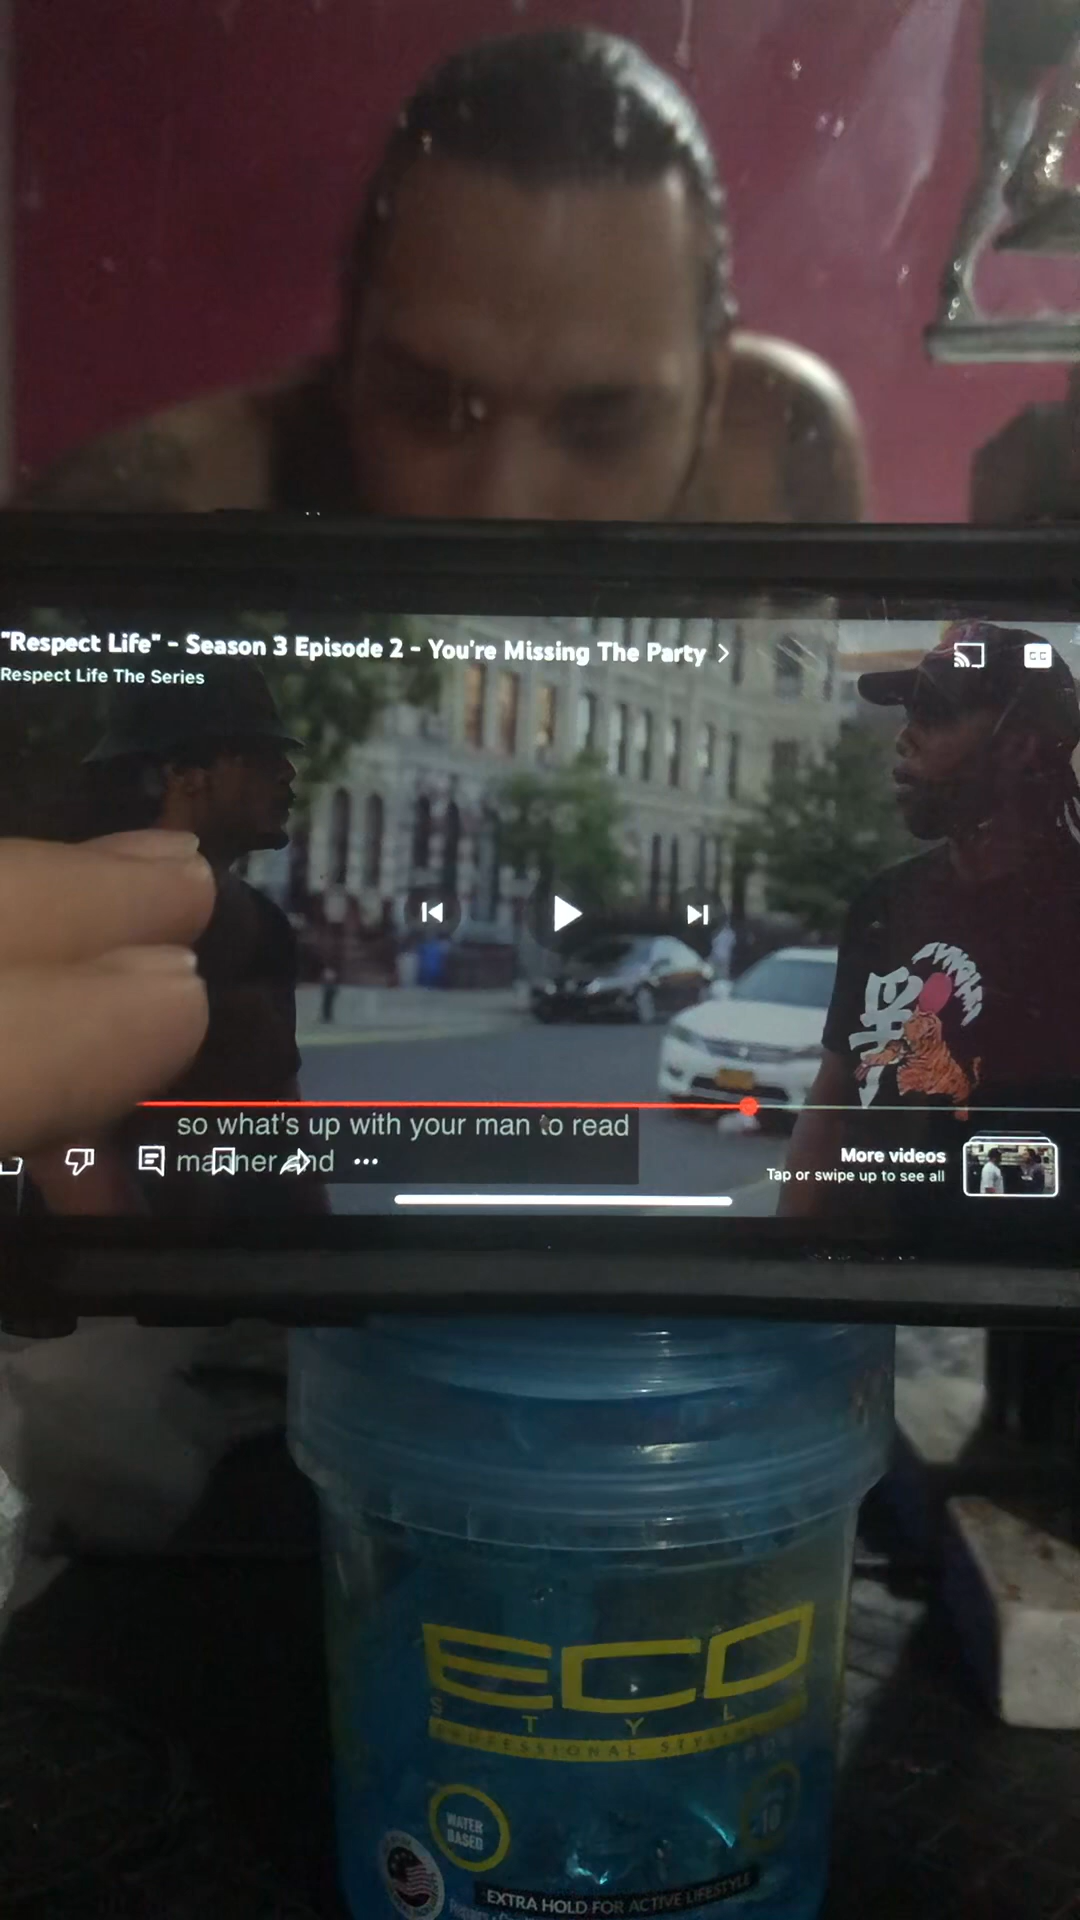 "Respect Life" - Season 3 Episode 2 - You're Missing The Party
Respect Life The Series
CC
so what's up with your man to read
manner and
More videos
Tap or swipe up to see all
ECO
STYL
PROFESSIONAL
WATER
BASED
EXTRA HOLD FOR ACTIVE LIFESTYLE